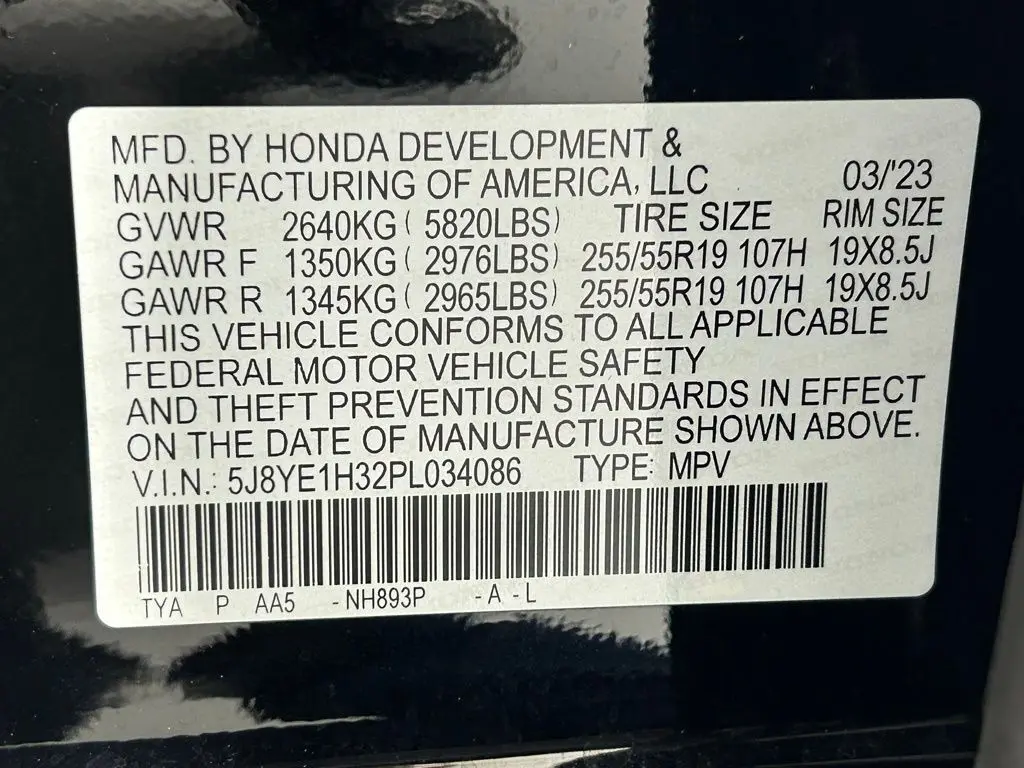 MFD. BY HONDA DEVELOPMENT &
MANUFACTURING OF AMERICA, LLC 03/'23
GVWR 2640KG ( 5820LBS) TIRE SIZE RIM SIZE
GAWR F 1350KG ( 2976LBS) 255/55R19 107H 19X8.5J
GAWR R 1345KG ( 2965LBS) 255/55R19 107H 19X8.5J
THIS VEHICLE CONFORMS TO ALL APPLICABLE
FEDERAL MOTOR VEHICLE SAFETY
AND THEFT PREVENTION STANDARDS IN EFFECT
ON THE DATE OF MANUFACTURE SHOWN ABOVE.
V.I.N.: 5J8YE1H32PL034086 TYPE: MPV
TYA P AA5 -NH893P -A -L